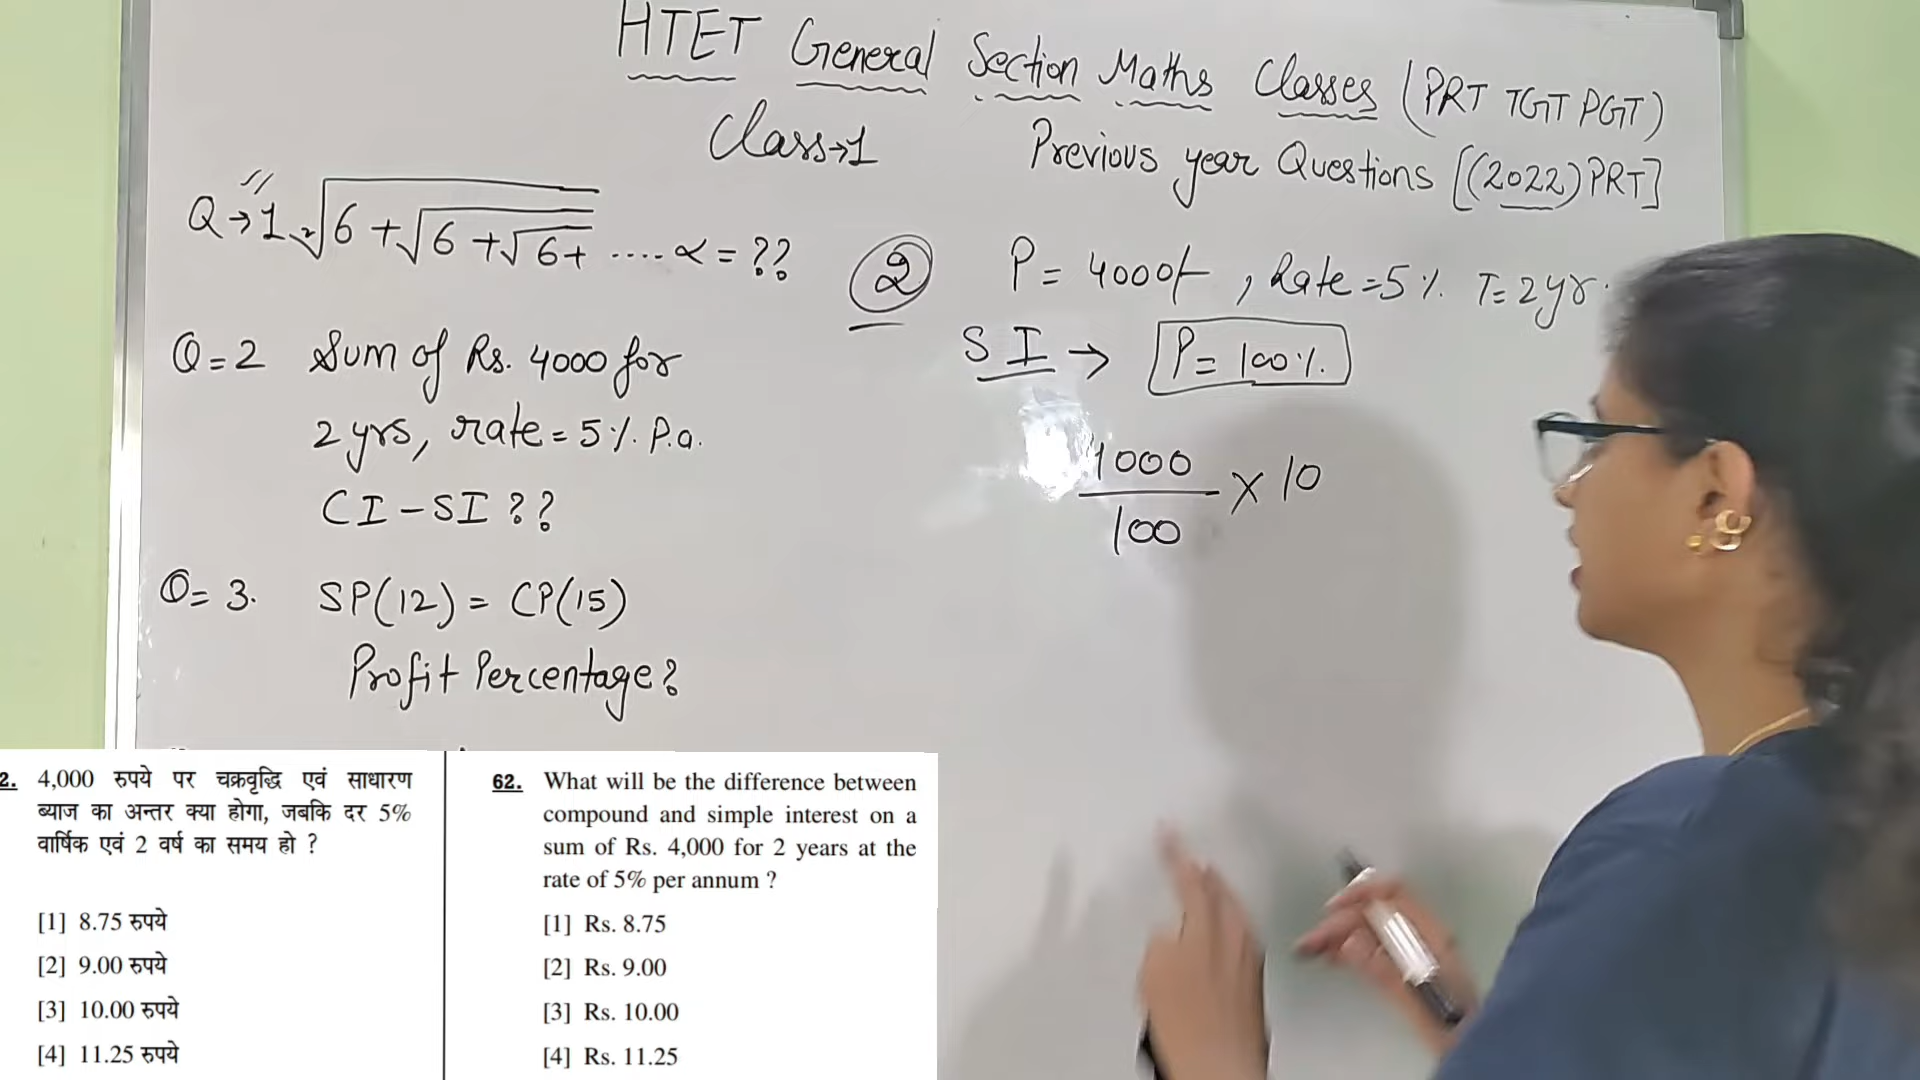 HTET General Section Maths Classes (PRT TGT PGT)
Class→1
Previous year Questions [(2022) PRT]
Q→1 ²√6+√6+√6+ ....∝ = ??
Q=2 Sum of Rs. 4000 for
2 yrs, rate = 5%. P.a.
CI - SI ??
Q= 3. SP(12) = CP(15)
Profit Percentage?
2
P= 4000/- , Rate =5%. T= 2yr.
SI → P= 100%.
4000/100 × 10
2. 4,000 रुपये पर चक्रवृद्धि एवं साधारण
ब्याज का अन्तर क्या होगा, जबकि दर 5%
वार्षिक एवं 2 वर्ष का समय हो ?
[1] 8.75 रुपये
[2] 9.00 रुपये
[3] 10.00 रुपये
[4] 11.25 रुपये
62. What will be the difference between
compound and simple interest on a
sum of Rs. 4,000 for 2 years at the
rate of 5% per annum ?
[1] Rs. 8.75
[2] Rs. 9.00
[3] Rs. 10.00
[4] Rs. 11.25